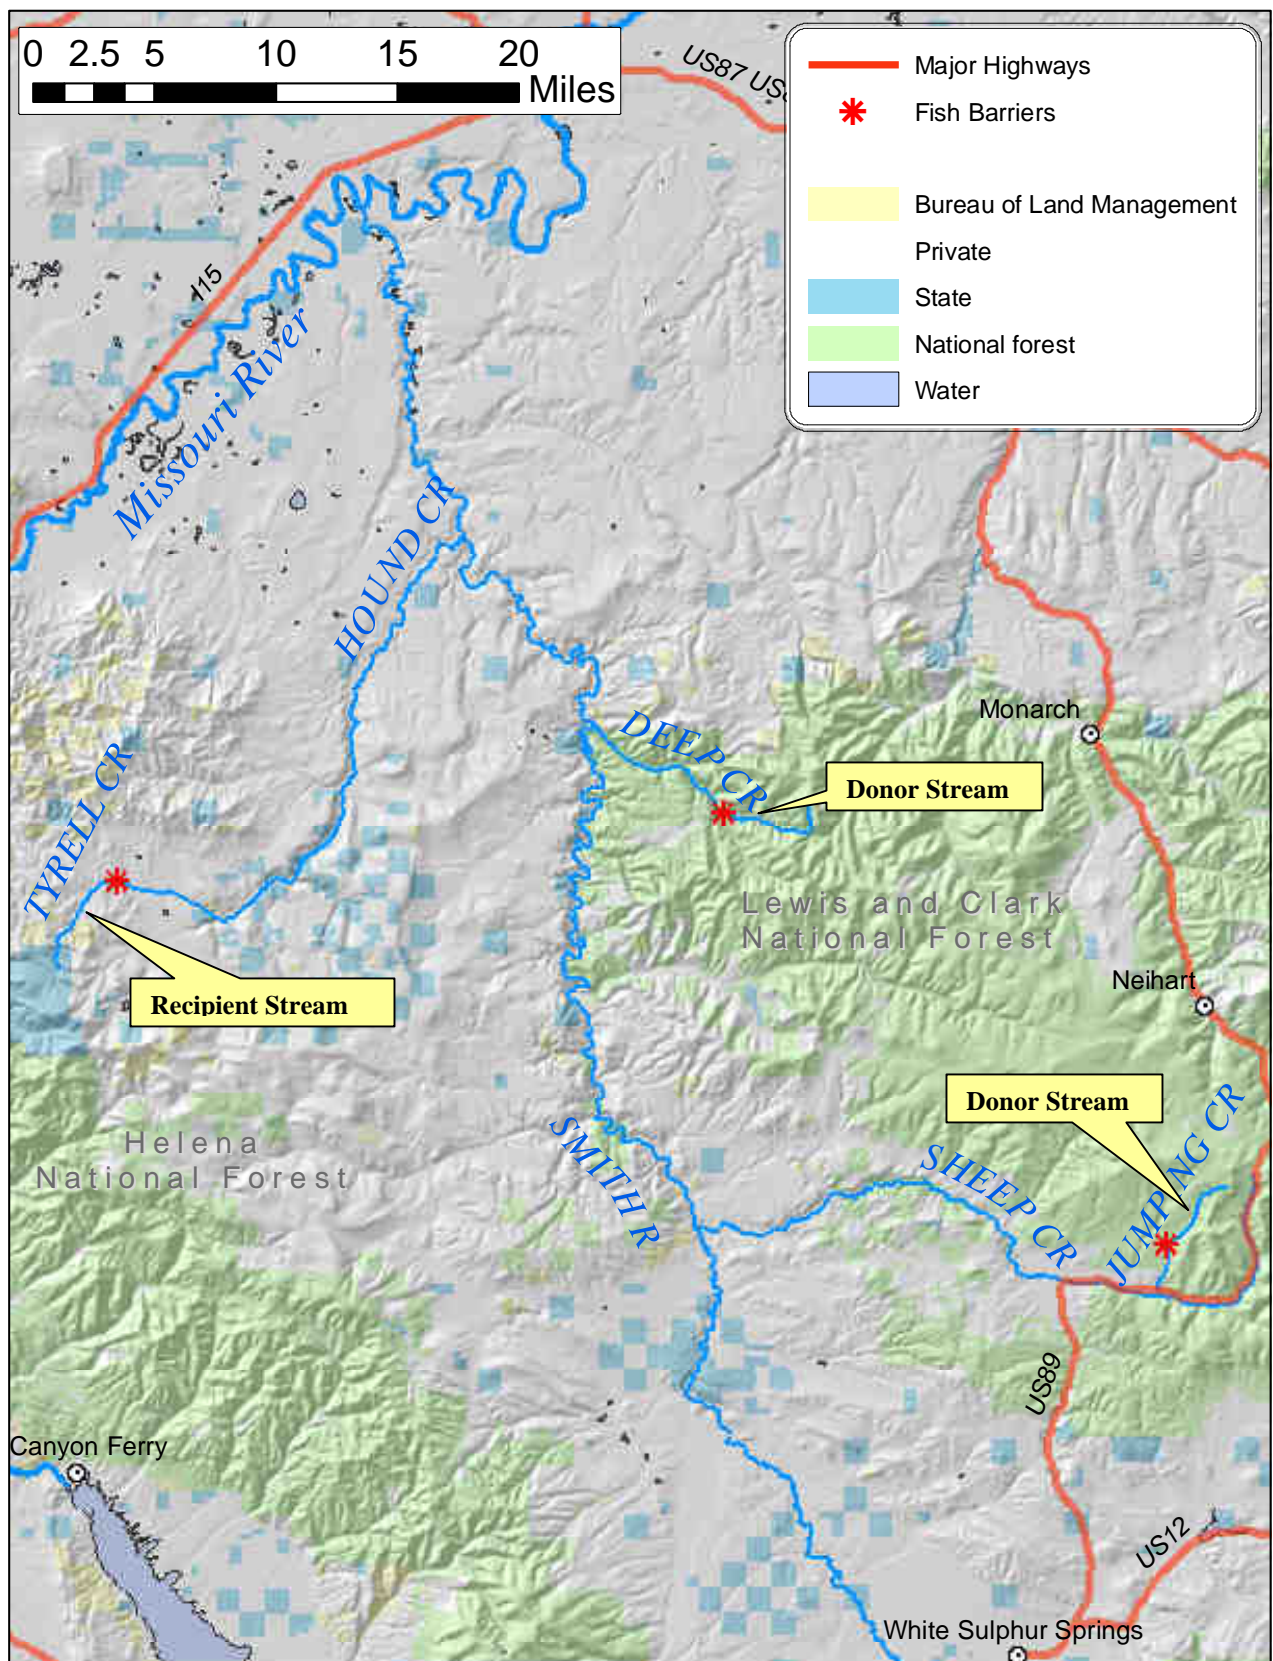 0 2.5 5 10 15 20
Miles
US87 US
Major Highways
Fish Barriers
Bureau of Land Management
Private
State
National forest
Water
I15
Missouri River
HOUND CR
Monarch
DEEP CR
Donor Stream
TYRELL CR
Lewis and Clark
National Forest
Recipient Stream
Neihart
Donor Stream
Helena
National Forest
SMITH R
SHEEP CR
JUMPING CR
US89
Canyon Ferry
US12
White Sulphur Springs